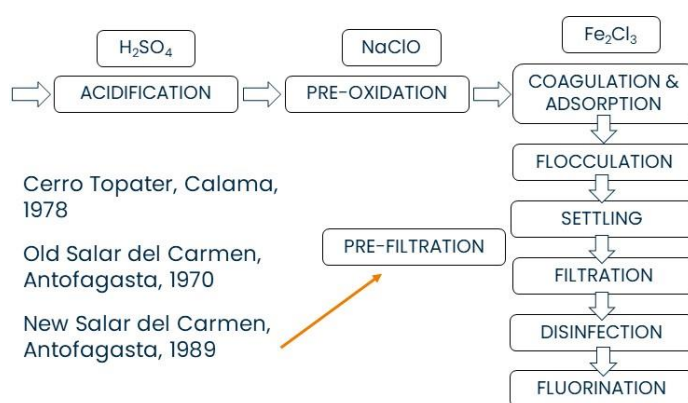 H₂SO₄
NaClO
Fe₂Cl₃
ACIDIFICATION
PRE-OXIDATION
COAGULATION &
ADSORPTION
FLOCCULATION
Cerro Topater, Calama,
1978
SETTLING
PRE-FILTRATION
Old Salar del Carmen,
Antofagasta, 1970
FILTRATION
New Salar del Carmen,
Antofagasta, 1989
DISINFECTION
FLUORINATION